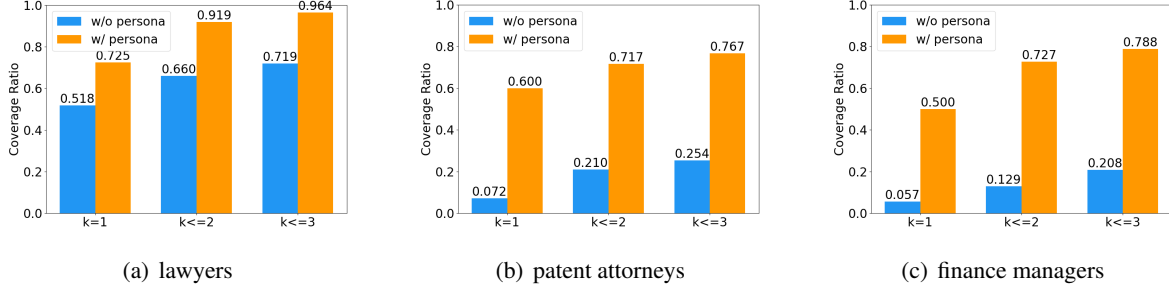 Coverage Ratio
1.0
0.8
0.6
0.4
0.2
0.0
w/o persona
w/ persona
0.518
0.725
0.660
0.919
0.719
0.964
k=1
k<=2
k<=3
(a) lawyers
Coverage Ratio
1.0
0.8
0.6
0.4
0.2
0.0
w/o persona
w/ persona
0.072
0.600
0.210
0.717
0.254
0.767
k=1
k<=2
k<=3
(b) patent attorneys
Coverage Ratio
1.0
0.8
0.6
0.4
0.2
0.0
w/o persona
w/ persona
0.057
0.500
0.129
0.727
0.208
0.788
k=1
k<=2
k<=3
(c) finance managers